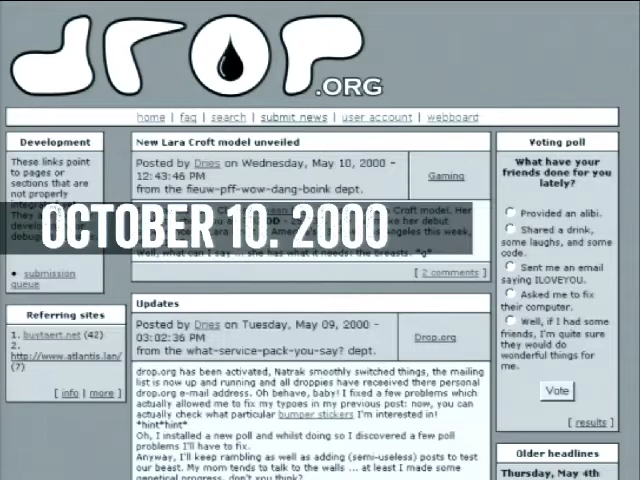 drop.ORG
home | faq | search | submit news | user account | webboard
Development
These links point
to pages or
sections that are
not properly
They a
debug
• submission
queue
Referring sites
1. buytaert.net (42)
2.
http://www.atlantis.lan/
(7)
[ info | more ]
New Lara Croft model unveiled
Posted by Dries on Wednesday, May 10, 2000 -
12:43:46 PM
from the fieuw-pff-wow-dang-boink dept.
Gaming
Croft model. Her
ke her debut
geles this week,
OCTOBER 10. 2000
Well, what can I say ... she has what it needs: the breasts. *g*
[ 2 comments ]
Updates
Posted by Dries on Tuesday, May 09, 2000 -
03:02:36 PM
from the what-service-pack-you-say? dept.
Drop.org
drop.org has been activated, Natrak smoothly switched things, the mailing
list is now up and running and all droppies have receeived there personal
drop.org e-mail address. Oh behave, baby! I fixed a few problems which
actually allowed me to fix my typos in my previous post: now, you can
actually check what particular bumper stickers I'm interested in!
*hint*hint*
Oh, I installed a new poll and whilst doing so I discovered a few poll
problems I'll have to fix.
Anyway, I'll keep rambling as well as adding (semi-useless) posts to test
our beast. My mom tends to talk to the walls ... at least I made some
genetical progress, don't you think?
Voting poll
What have your
friends done for you
lately?
Provided an alibi.
Shared a drink,
some laughs, and some
code.
Sent me an email
saying ILOVEYOU.
Asked me to fix
their computer.
Well, if I had some
friends, I'm quite sure
they would do
wonderful things for
me.
Vote
[ results ]
Older headlines
Thursday, May 4th